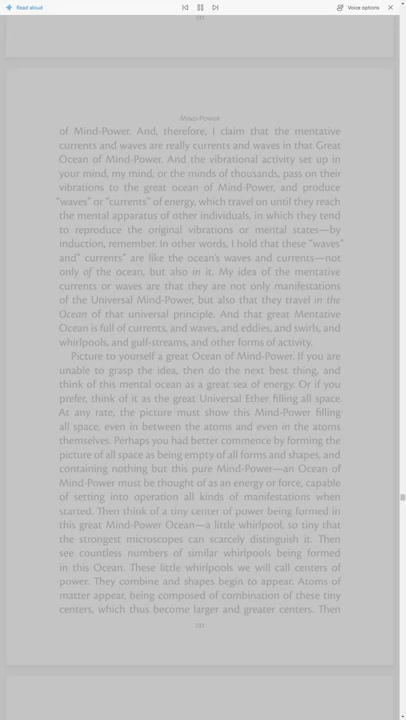 Read aloud
Voice options
131
Mind-Power
of Mind-Power. And, therefore, I claim that the mentative
currents and waves are really currents and waves in that Great
Ocean of Mind-Power. And the vibrational activity set up in
your mind, my mind, or the minds of thousands, pass on their
vibrations to the great ocean of Mind-Power, and produce
“waves” or “currents” of energy, which travel on until they reach
the mental apparatus of other individuals, in which they tend
to reproduce the original vibrations or mental states—by
induction, remember. In other words, I hold that these “waves”
and” currents” are like the ocean's waves and currents—not
only of the ocean, but also in it. My idea of the mentative
currents or waves are that they are not only manifestations
of the Universal Mind-Power, but also that they travel in the
Ocean of that universal principle. And that great Mentative
Ocean is full of currents, and waves, and eddies, and swirls, and
whirlpools, and gulf-streams, and other forms of activity.
Picture to yourself a great Ocean of Mind-Power. If you are
unable to grasp the idea, then do the next best thing, and
think of this mental ocean as a great sea of energy. Or if you
prefer, think of it as the great Universal Ether filling all space.
At any rate, the picture must show this Mind-Power filling
all space, even in between the atoms and even in the atoms
themselves. Perhaps you had better commence by forming the
picture of all space as being empty of all forms and shapes, and
containing nothing but this pure Mind-Power—an Ocean of
Mind-Power must be thought of as an energy or force, capable
of setting into operation all kinds of manifestations when
started. Then think of a tiny center of power being formed in
this great Mind-Power Ocean—a little whirlpool, so tiny that
the strongest microscopes can scarcely distinguish it. Then
see countless numbers of similar whirlpools being formed
in this Ocean. These little whirlpools we will call centers of
power. They combine and shapes begin to appear. Atoms of
matter appear, being composed of combination of these tiny
centers, which thus become larger and greater centers. Then